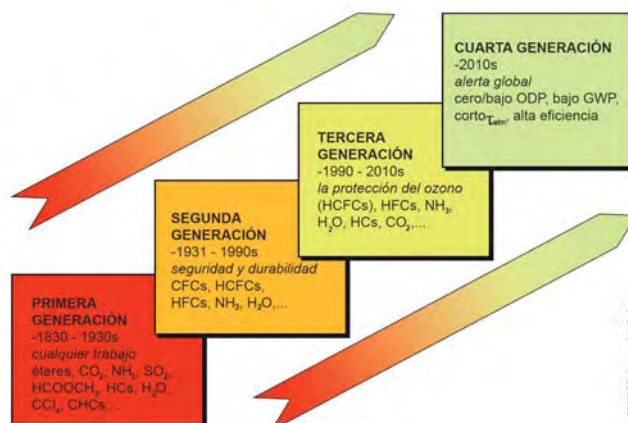 CUARTA GENERACIÓN
-2010s
alerta global
cero/bajo ODP, bajo GWP,
corto τatm, alta eficiencia
TERCERA
GENERACIÓN
-1990 - 2010s
la protección del ozono
(HCFCs), HFCs, NH₃,
H₂O, HCs, CO₂,...
SEGUNDA
GENERACIÓN
-1931 - 1990s
seguridad y durabilidad
CFCs, HCFCs,
HFCs, NH₃, H₂O,...
PRIMERA
GENERACIÓN
-1830 - 1930s
cualquier trabajo
éteres, CO₂, NH₃, SO₂,
HCOOCH₃, HCs, H₂O,
CCl₄, CHCs,...